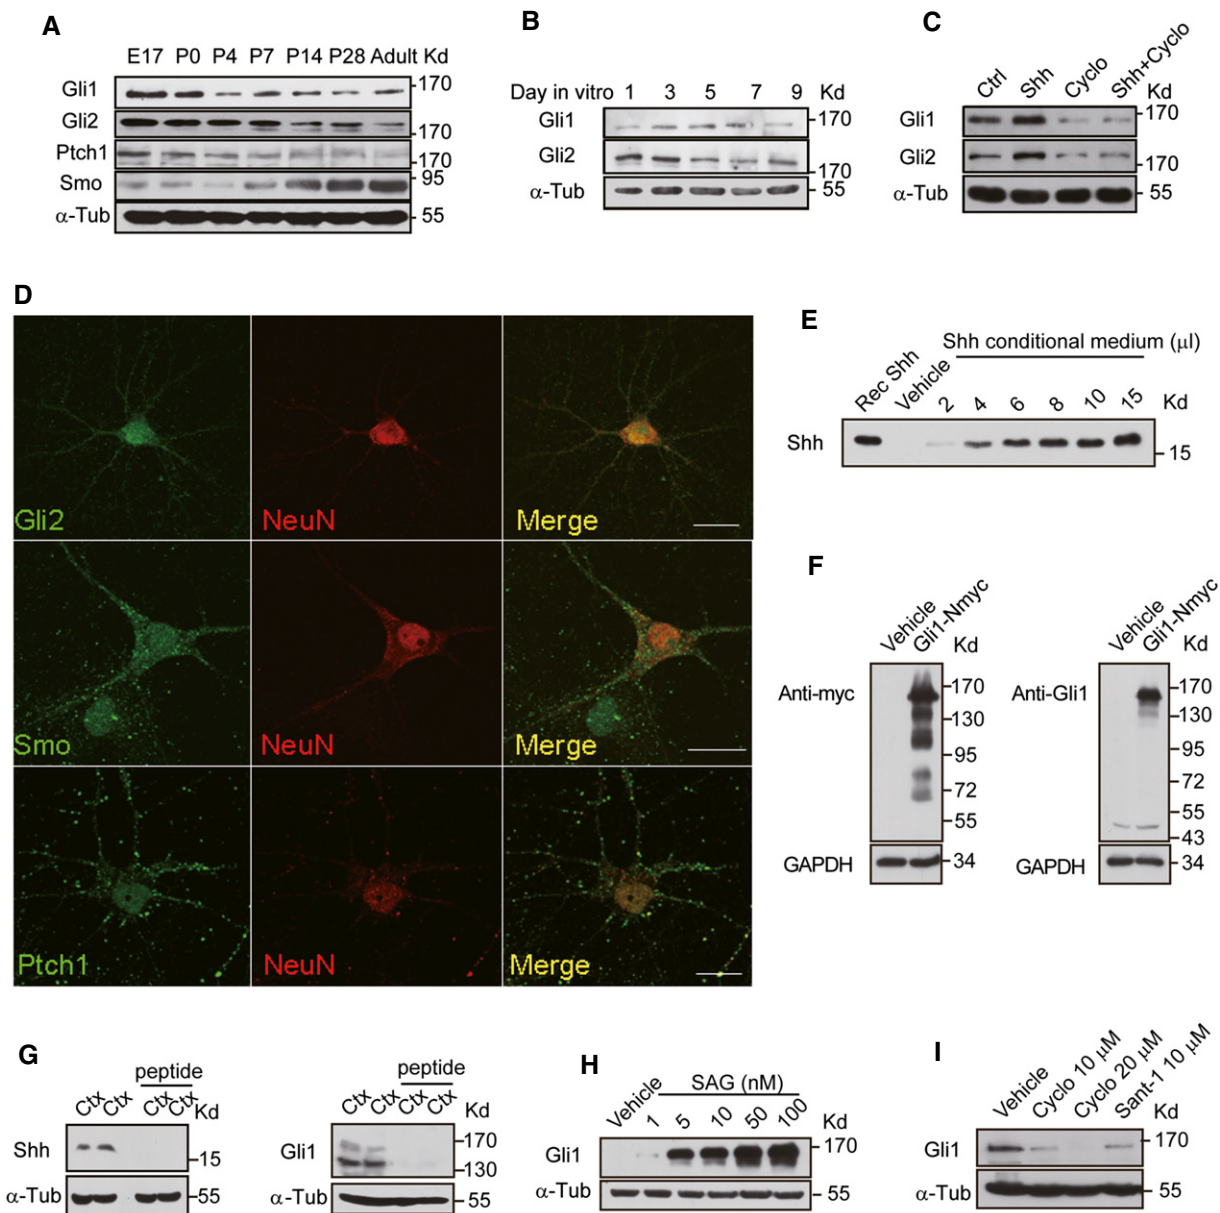 A
E17 P0 P4 P7 P14 P28 Adult Kd
Gli1
170
Gli2
170
Ptch1
170
Smo
95
α-Tub
55
B
Day in vitro 1 3 5 7 9 Kd
Gli1
170
Gli2
170
α-Tub
55
C
Ctrl Shh Cyclo Shh+Cyclo
Kd
Gli1
170
Gli2
170
α-Tub
55
D
Gli2 NeuN Merge
Smo NeuN Merge
Ptch1 NeuN Merge
E
Shh conditional medium (μl)
Rec Shh Vehicle 2 4 6 8 10 15 Kd
Shh
15
F
Vehicle Gli1-Nmyc Kd
Anti-myc
170
130
95
72
55
GAPDH
34
Vehicle Gli1-Nmyc Kd
Anti-Gli1
170
130
95
72
55
43
GAPDH
34
G
peptide
Ctx Ctx Ctx Ctx Kd
Shh
15
α-Tub
55
peptide
Ctx Ctx Ctx Ctx Kd
Gli1
170
130
α-Tub
55
H
SAG (nM)
Vehicle 1 5 10 50 100 Kd
Gli1
170
α-Tub
55
I
Vehicle Cyclo 10 μM Cyclo 20 μM Sant-1 10 μM
Kd
Gli1
170
α-Tub
55